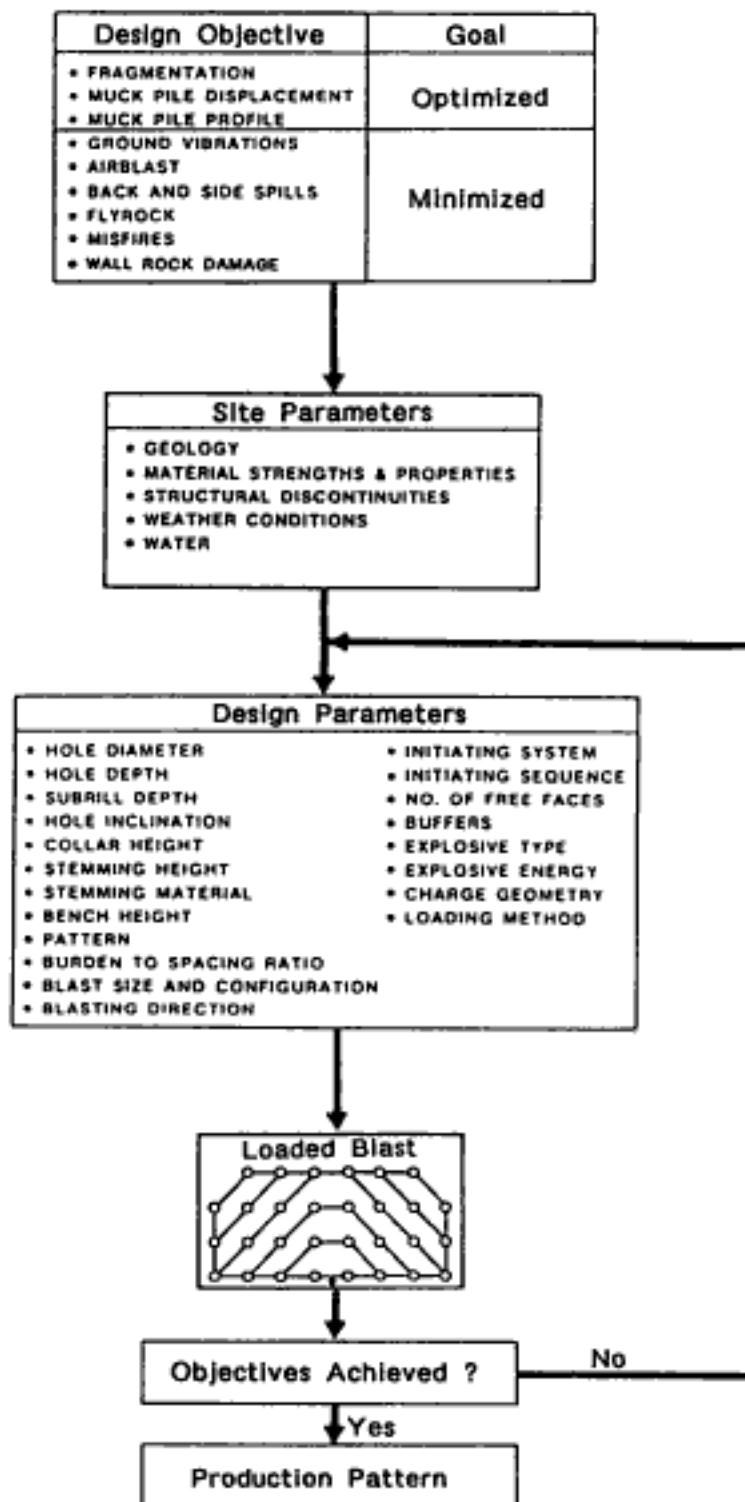 Design Objective
Goal
• FRAGMENTATION
• MUCK PILE DISPLACEMENT
• MUCK PILE PROFILE
Optimized
• GROUND VIBRATIONS
• AIRBLAST
• BACK AND SIDE SPILLS
• FLYROCK
• MISFIRES
• WALL ROCK DAMAGE
Minimized
Site Parameters
• GEOLOGY
• MATERIAL STRENGTHS & PROPERTIES
• STRUCTURAL DISCONTINUITIES
• WEATHER CONDITIONS
• WATER
Design Parameters
• HOLE DIAMETER
• HOLE DEPTH
• SUBRILL DEPTH
• HOLE INCLINATION
• COLLAR HEIGHT
• STEMMING HEIGHT
• STEMMING MATERIAL
• BENCH HEIGHT
• PATTERN
• BURDEN TO SPACING RATIO
• BLAST SIZE AND CONFIGURATION
• BLASTING DIRECTION
• INITIATING SYSTEM
• INITIATING SEQUENCE
• NO. OF FREE FACES
• BUFFERS
• EXPLOSIVE TYPE
• EXPLOSIVE ENERGY
• CHARGE GEOMETRY
• LOADING METHOD
Loaded Blast
Objectives Achieved ?
No
Yes
Production Pattern